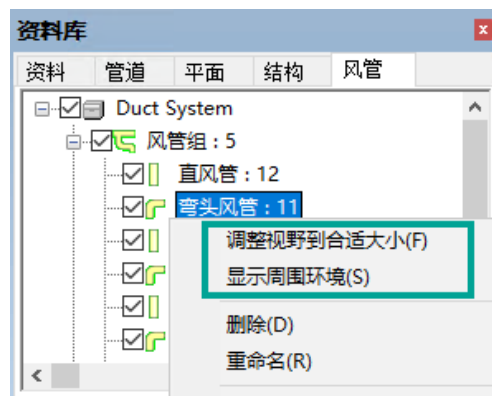 资料库
资料 管道 平面 结构 风管
Duct System
风管组 : 5
直风管 : 12
弯头风管 : 11
调整视野到合适大小(F)
显示周围环境(S)
删除(D)
重命名(R)